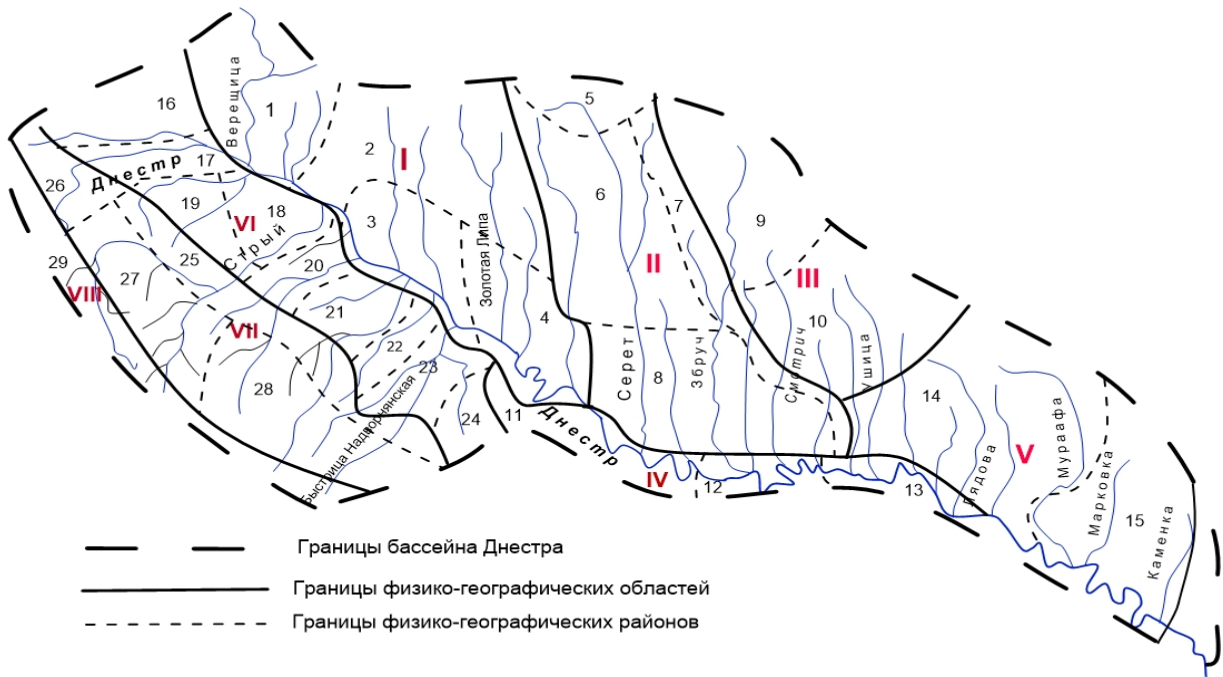 16
Верещица
1
5
2
I
17
Днестр
26
19
18
VI
Стрый
3
Золотая Липа
6
7
9
II
III
29
VIII
27
25
20
21
VII
22
23
28
4
10
Серет
8
Збруч
Смотрич
ушица
14
24
11
Днестр
IV
12
13
Быстрица Надворнянская
Лядова
V
Мураафа
Марковка
15
Каменка
Границы бассейна Днестра
Границы физико-географических областей
Границы физико-географических районов